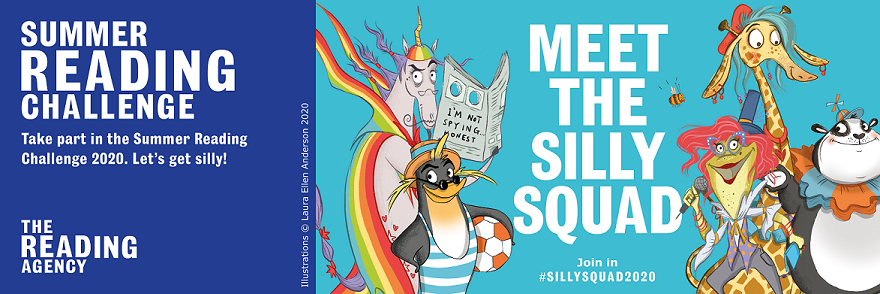 SUMMER
READING
CHALLENGE
Take part in the Summer Reading
Challenge 2020. Let's get silly!
THE
READING
AGENCY
Illustrations © Laura Ellen Anderson 2020
I'M NOT
SPYING.
HONEST
MEET
THE
SILLY
SQUAD
Join in
#SILLYSQUAD2020